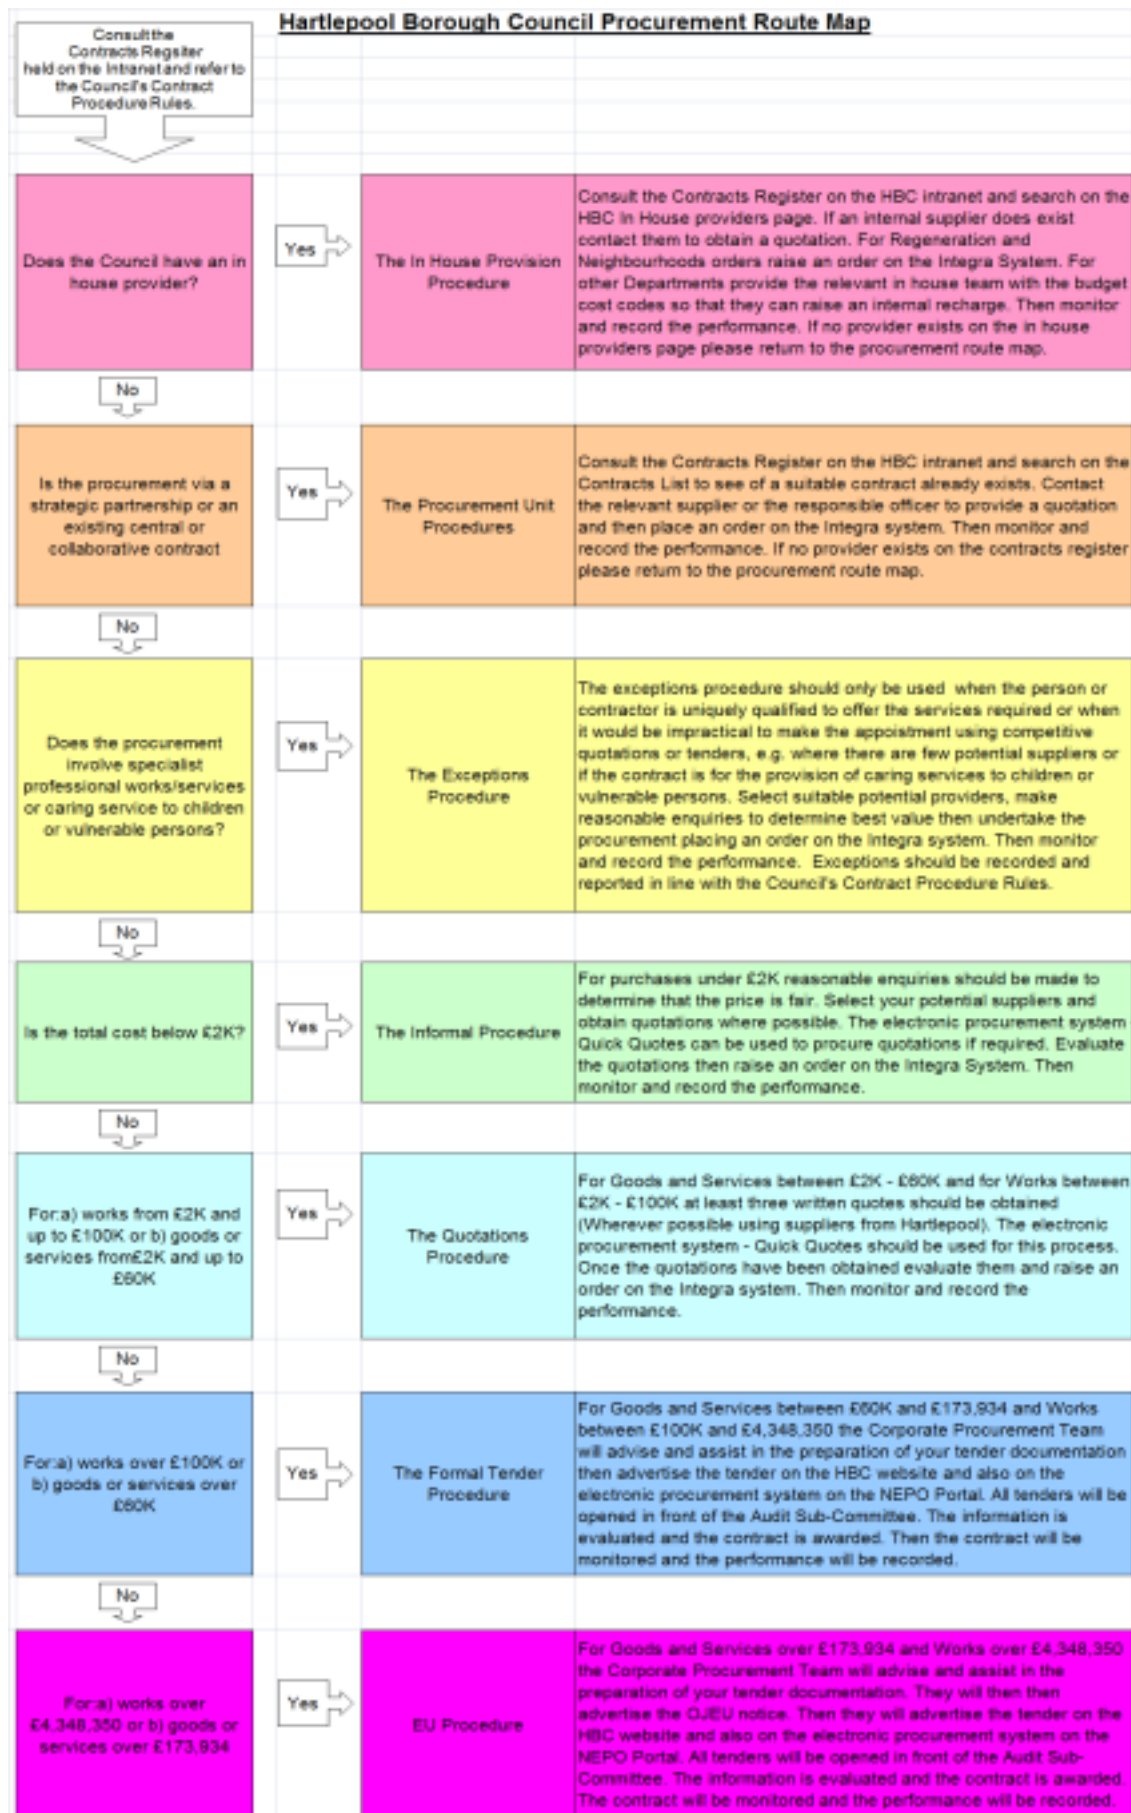 Hartlepool Borough Council Procurement Route Map
Consult the
Contracts Regsiter
held on the Intranet and refer to
the Council's Contract
Procedure Rules.
Does the Council have an in
house provider?
Yes
The In House Provision
Procedure
Consult the Contracts Register on the HBC intranet and search on the
HBC In House providers page. If an internal supplier does exist
contact them to obtain a quotation. For Regeneration and
Neighbourhoods orders raise an order on the Integra System. For
other Departments provide the relevant in house team with the budget
cost codes so that they can raise an internal recharge. Then monitor
and record the performance. If no provider exists on the in house
providers page please return to the procurement route map.
No
Is the procurement via a
strategic partnership or an
existing central or
collaborative contract
Yes
The Procurement Unit
Procedures
Consult the Contracts Register on the HBC intranet and search on the
Contracts List to see of a suitable contract already exists. Contact
the relevant supplier or the responsible officer to provide a quotation
and then place an order on the Integra system. Then monitor and
record the performance. If no provider exists on the contracts register
please return to the procurement route map.
No
Does the procurement
involve specialist
professional works/services
or caring service to children
or vulnerable persons?
Yes
The Exceptions
Procedure
The exceptions procedure should only be used when the person or
contractor is uniquely qualified to offer the services required or when
it would be impractical to make the appoistment using competitive
quotations or tenders, e.g. where there are few potential suppliers or
if the contract is for the provision of caring services to children or
vulnerable persons. Select suitable potential providers, make
reasonable enquiries to determine best value then undertake the
procurement placing an order on the Integra system. Then monitor
and record the performance. Exceptions should be recorded and
reported in line with the Council's Contract Procedure Rules.
No
Is the total cost below £2K?
Yes
The Informal Procedure
For purchases under £2K reasonable enquiries should be made to
determine that the price is fair. Select your potential suppliers and
obtain quotations where possible. The electronic procurement system
Quick Quotes can be used to procure quotations if required. Evaluate
the quotations then raise an order on the Integra System. Then
monitor and record the performance.
No
For:a) works from £2K and
up to £100K or b) goods or
services from£2K and up to
£60K
Yes
The Quotations
Procedure
For Goods and Services between £2K - £60K and for Works between
£2K - £100K at least three written quotes should be obtained
(Wherever possible using suppliers from Hartlepool). The electronic
procurement system - Quick Quotes should be used for this process.
Once the quotations have been obtained evaluate them and raise an
order on the Integra system. Then monitor and record the
performance.
No
For:a) works over £100K or
b) goods or services over
£60K
Yes
The Formal Tender
Procedure
For Goods and Services between £60K and £173,934 and Works
between £100K and £4,348,350 the Corporate Procurement Team
will advise and assist in the preparation of your tender documentation
then advertise the tender on the HBC website and also on the
electronic procurement system on the NEPO Portal. All tenders will be
opened in front of the Audit Sub-Committee. The information is
evaluated and the contract is awarded. Then the contract will be
monitored and the performance will be recorded.
No
For:a) works over
£4,348,350 or b) goods or
services over £173,934
Yes
EU Procedure
For Goods and Services over £173,934 and Works over £4,348,350
the Corporate Procurement Team will advise and assist in the
preparation of your tender documentation. They will then then
advertise the OJEU notice. Then they will advertise the tender on the
HBC website and also on the electronic procurement system on the
NEPO Portal. All tenders will be opened in front of the Audit Sub-
Committee. The information is evaluated and the contract is awarded.
The contract will be monitored and the performance will be recorded.